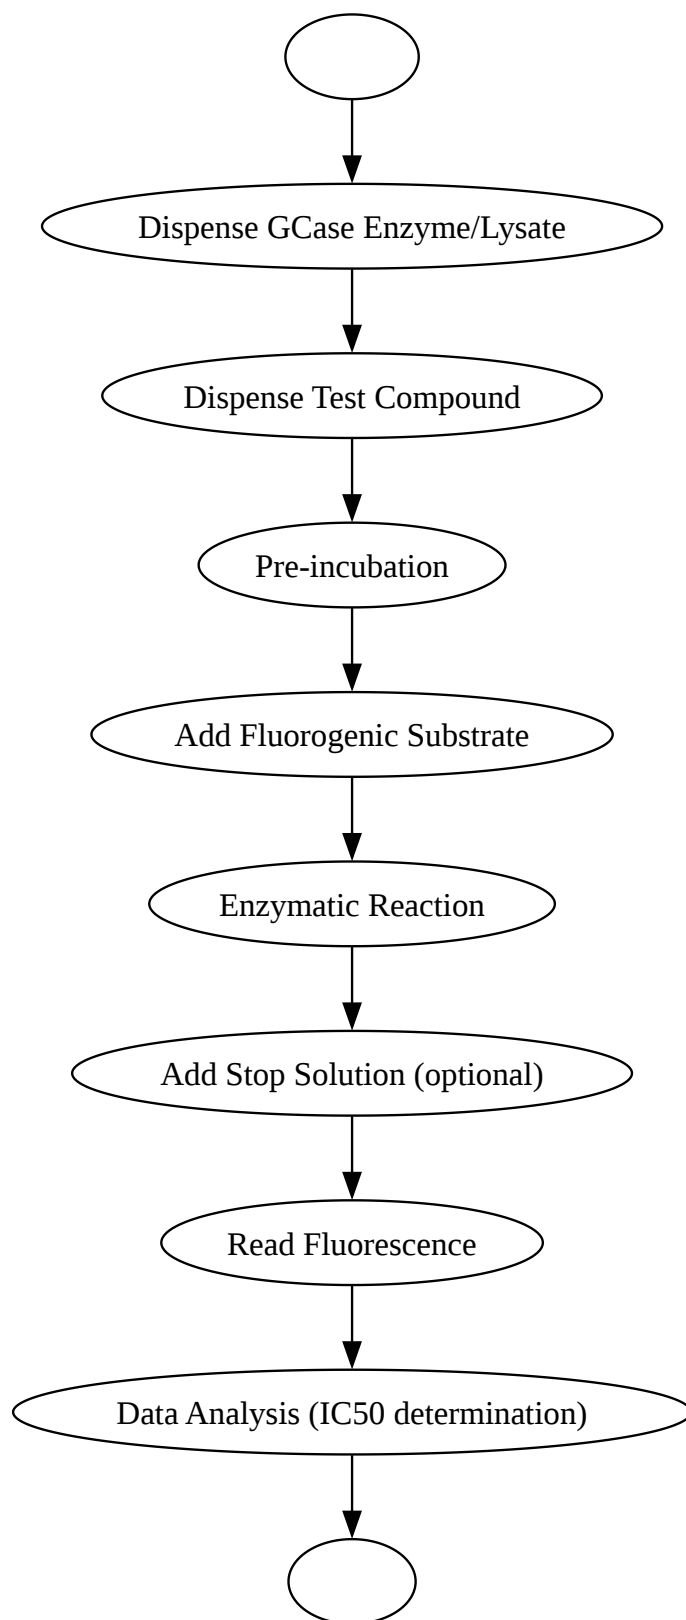 Dispense GCase Enzyme/Lysate
Dispense Test Compound
Pre-incubation
Add Fluorogenic Substrate
Enzymatic Reaction
Add Stop Solution (optional)
Read Fluorescence
Data Analysis (IC50 determination)